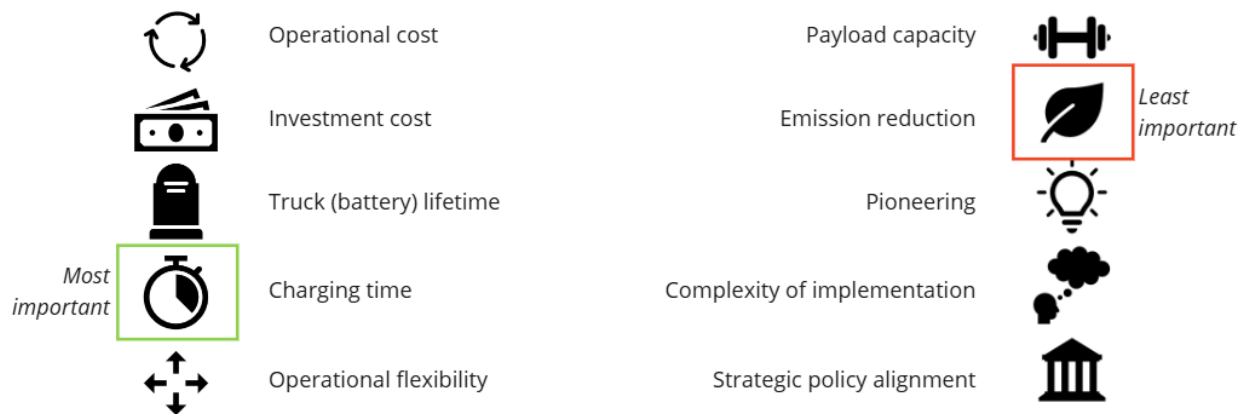 Operational cost
Investment cost
Truck (battery) lifetime
Most
important
Charging time
Operational flexibility
Payload capacity
Emission reduction
Least
important
Pioneering
Complexity of implementation
Strategic policy alignment